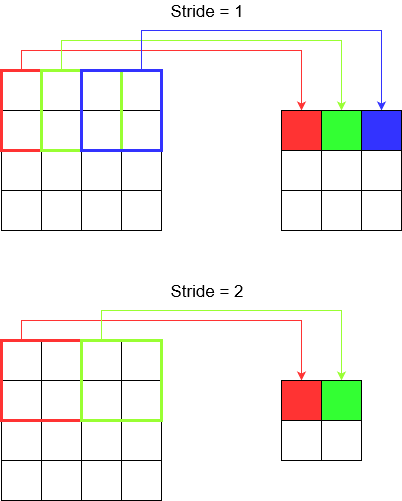 Stride = 1
Stride = 2